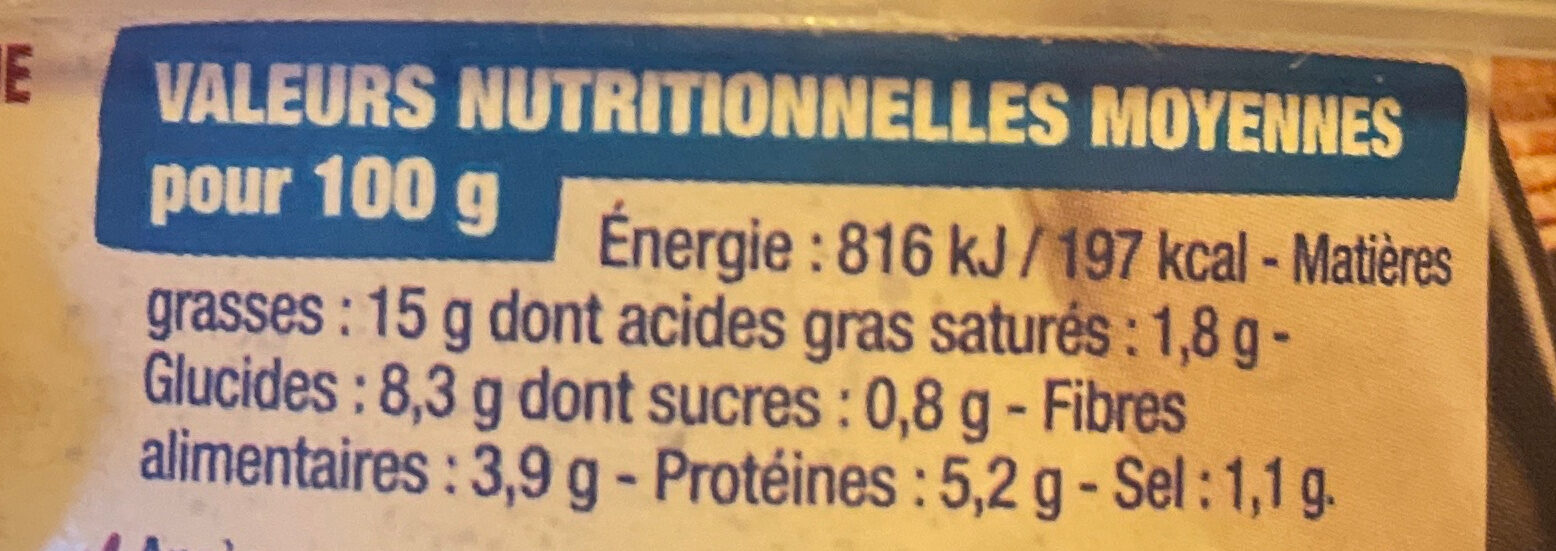 E
VALEURS NUTRITIONNELLES MOYENNES
pour 100 g
Énergie : 816 kJ / 197 kcal - Matières
grasses : 15 g dont acides gras saturés : 1,8 g -
Glucides : 8,3 g dont sucres : 0,8 g - Fibres
alimentaires : 3,9 g - Protéines : 5,2 g - Sel : 1,1 g.